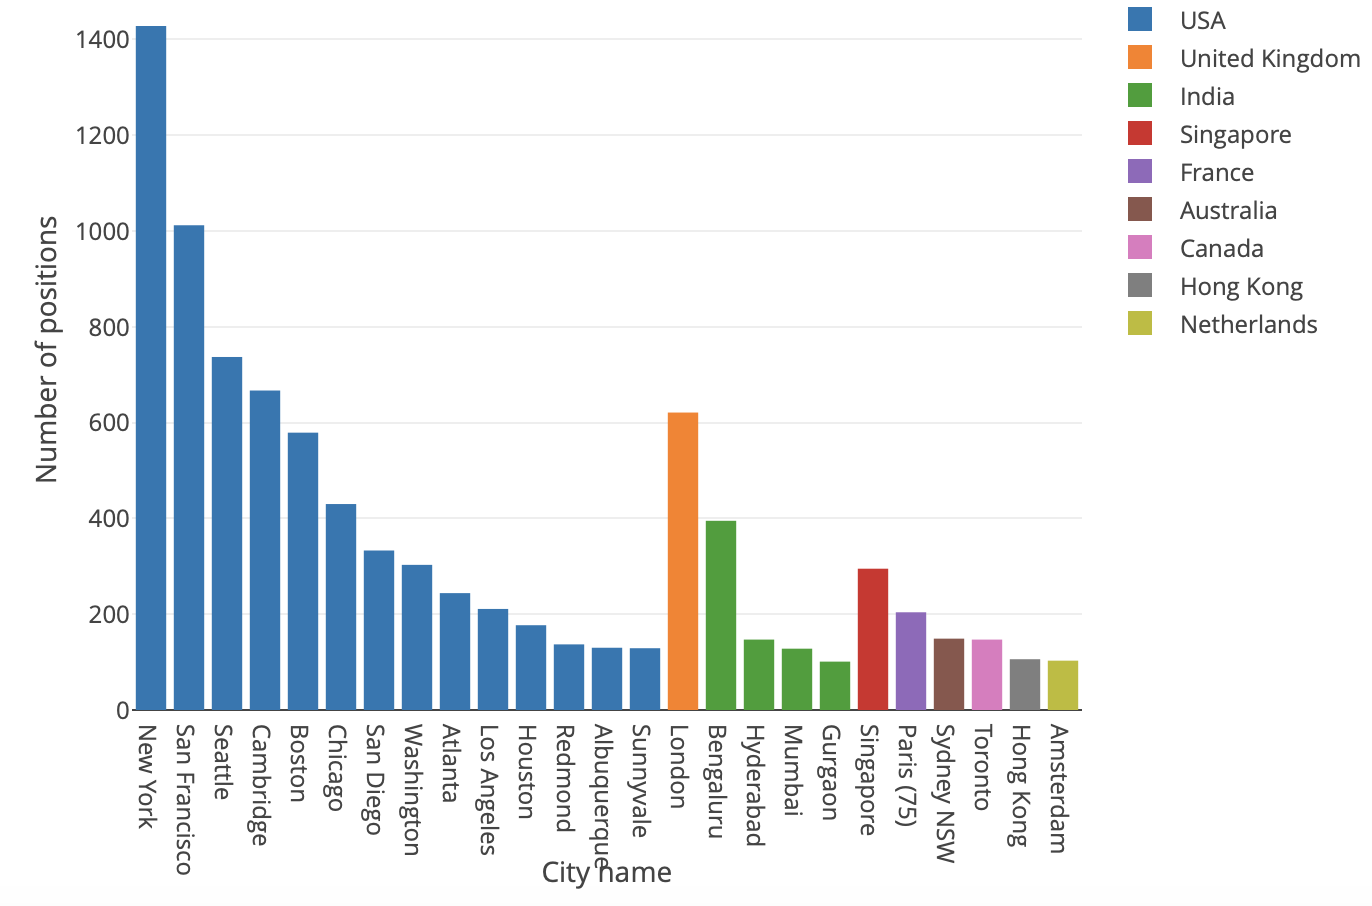 1400
1200
1000
800
600
400
200
0
Number of positions
New York
San Francisco
Seattle
Cambridge
Boston
Chicago
San Diego
Washington
Atlanta
Los Angeles
Houston
Redmond
Albuquerque
Sunnyvale
London
Bengaluru
Hyderabad
Mumbai
Gurgaon
Singapore
Paris (75)
Sydney NSW
Toronto
Hong Kong
Amsterdam
City name
USA
United Kingdom
India
Singapore
France
Australia
Canada
Hong Kong
Netherlands